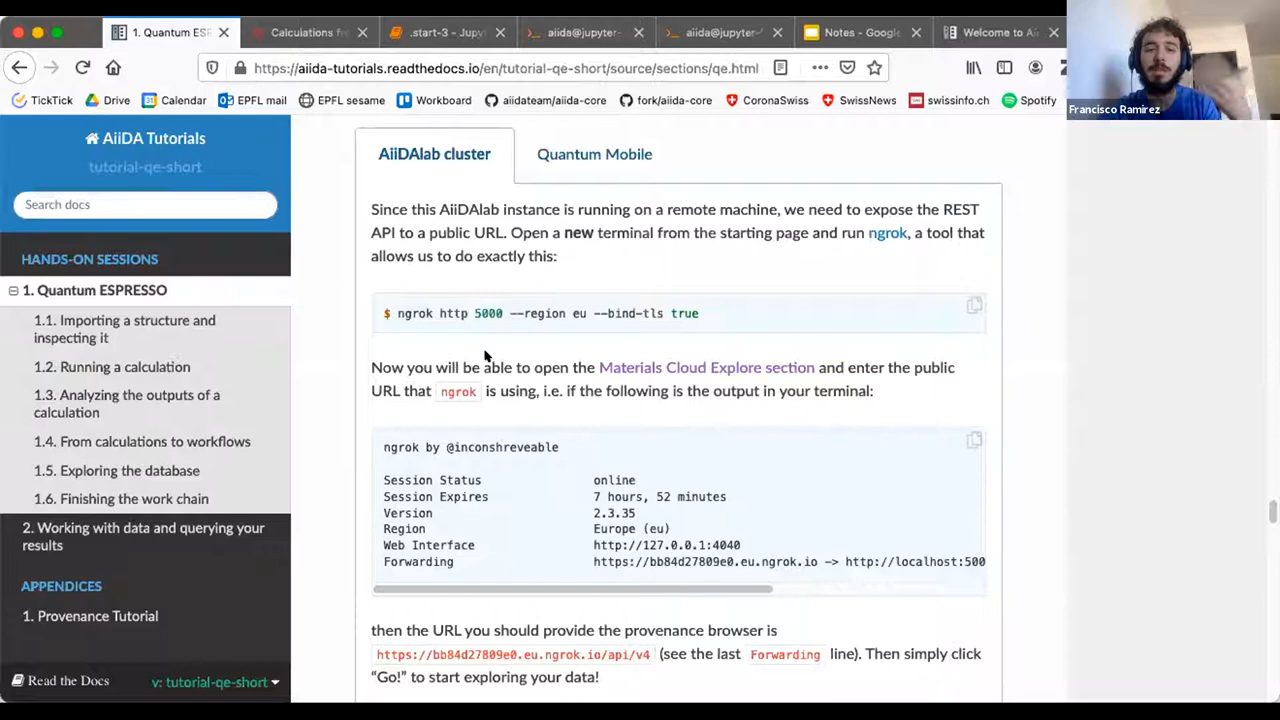 1. Quantum ESP
Calculations fr
.start-3 - Jupyt
aiida@jupyter-
aiida@jupyter-
Notes - Google
Welcome to Ai
https://aiida-tutorials.readthedocs.io/en/tutorial-qe-short/source/sections/qe.html
TickTick
Drive
Calendar
EPFL mail
EPFL sesame
Workboard
aiidateam/aiida-core
fork/aiida-core
CoronaSwiss
SwissNews
swissinfo.ch
Spotify
Francisco Ramirez
AiiDA Tutorials
tutorial-qe-short
Search docs
HANDS-ON SESSIONS
1. Quantum ESPRESSO
1.1. Importing a structure and
inspecting it
1.2. Running a calculation
1.3. Analyzing the outputs of a
calculation
1.4. From calculations to workflows
1.5. Exploring the database
1.6. Finishing the work chain
2. Working with data and querying your
results
APPENDICES
1. Provenance Tutorial
Read the Docs
v: tutorial-qe-short
AiiDAlab cluster
Quantum Mobile
Since this AiiDAlab instance is running on a remote machine, we need to expose the REST
API to a public URL. Open a new terminal from the starting page and run ngrok, a tool that
allows us to do exactly this:
$ ngrok http 5000 --region eu --bind-tls true
Now you will be able to open the Materials Cloud Explore section and enter the public
URL that ngrok is using, i.e. if the following is the output in your terminal:
ngrok by @inconshreveable
Session Status online
Session Expires 7 hours, 52 minutes
Version 2.3.35
Region Europe (eu)
Web Interface http://127.0.0.1:4040
Forwarding https://bb84d27809e0.eu.ngrok.io -> http://localhost:500
then the URL you should provide the provenance browser is
https://bb84d27809e0.eu.ngrok.io/api/v4 (see the last Forwarding line). Then simply click
“Go!” to start exploring your data!